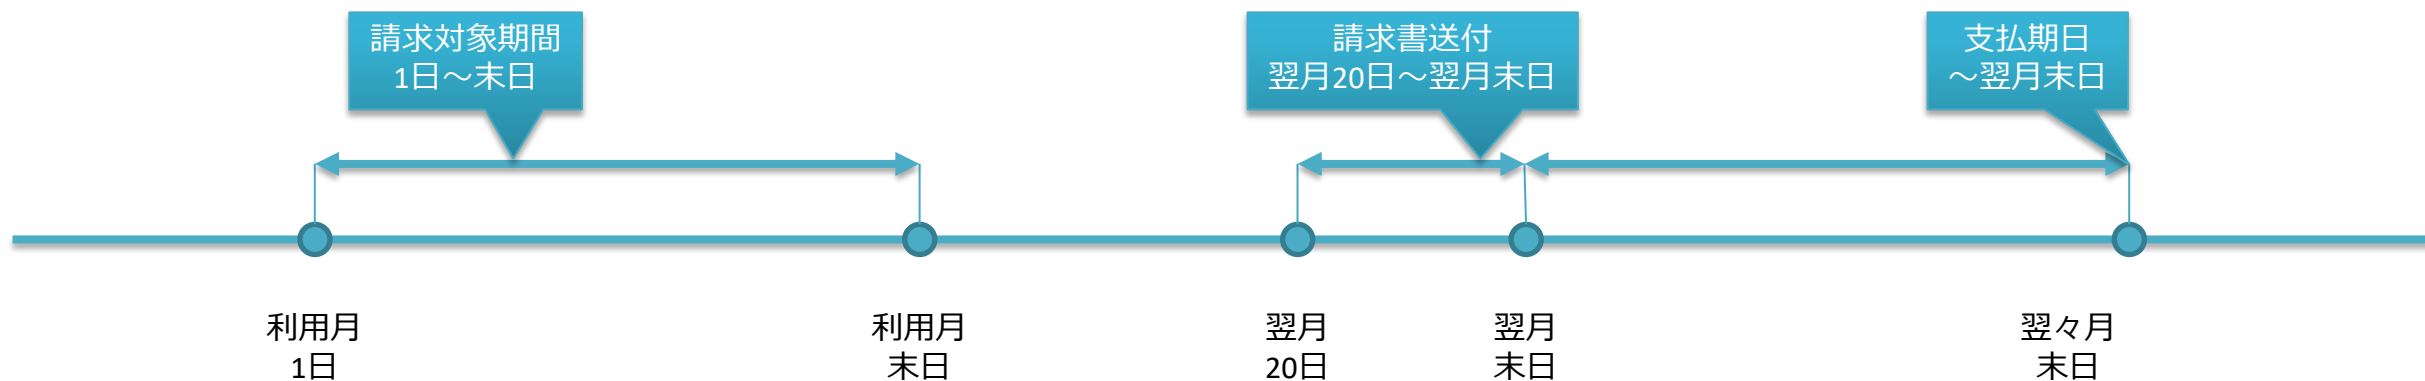 請求対象期間
1日～末日
請求書送付
翌月20日～翌月末日
支払期日
～翌月末日
利用月
1日
利用月
末日
翌月
20日
翌月
末日
翌々月
末日